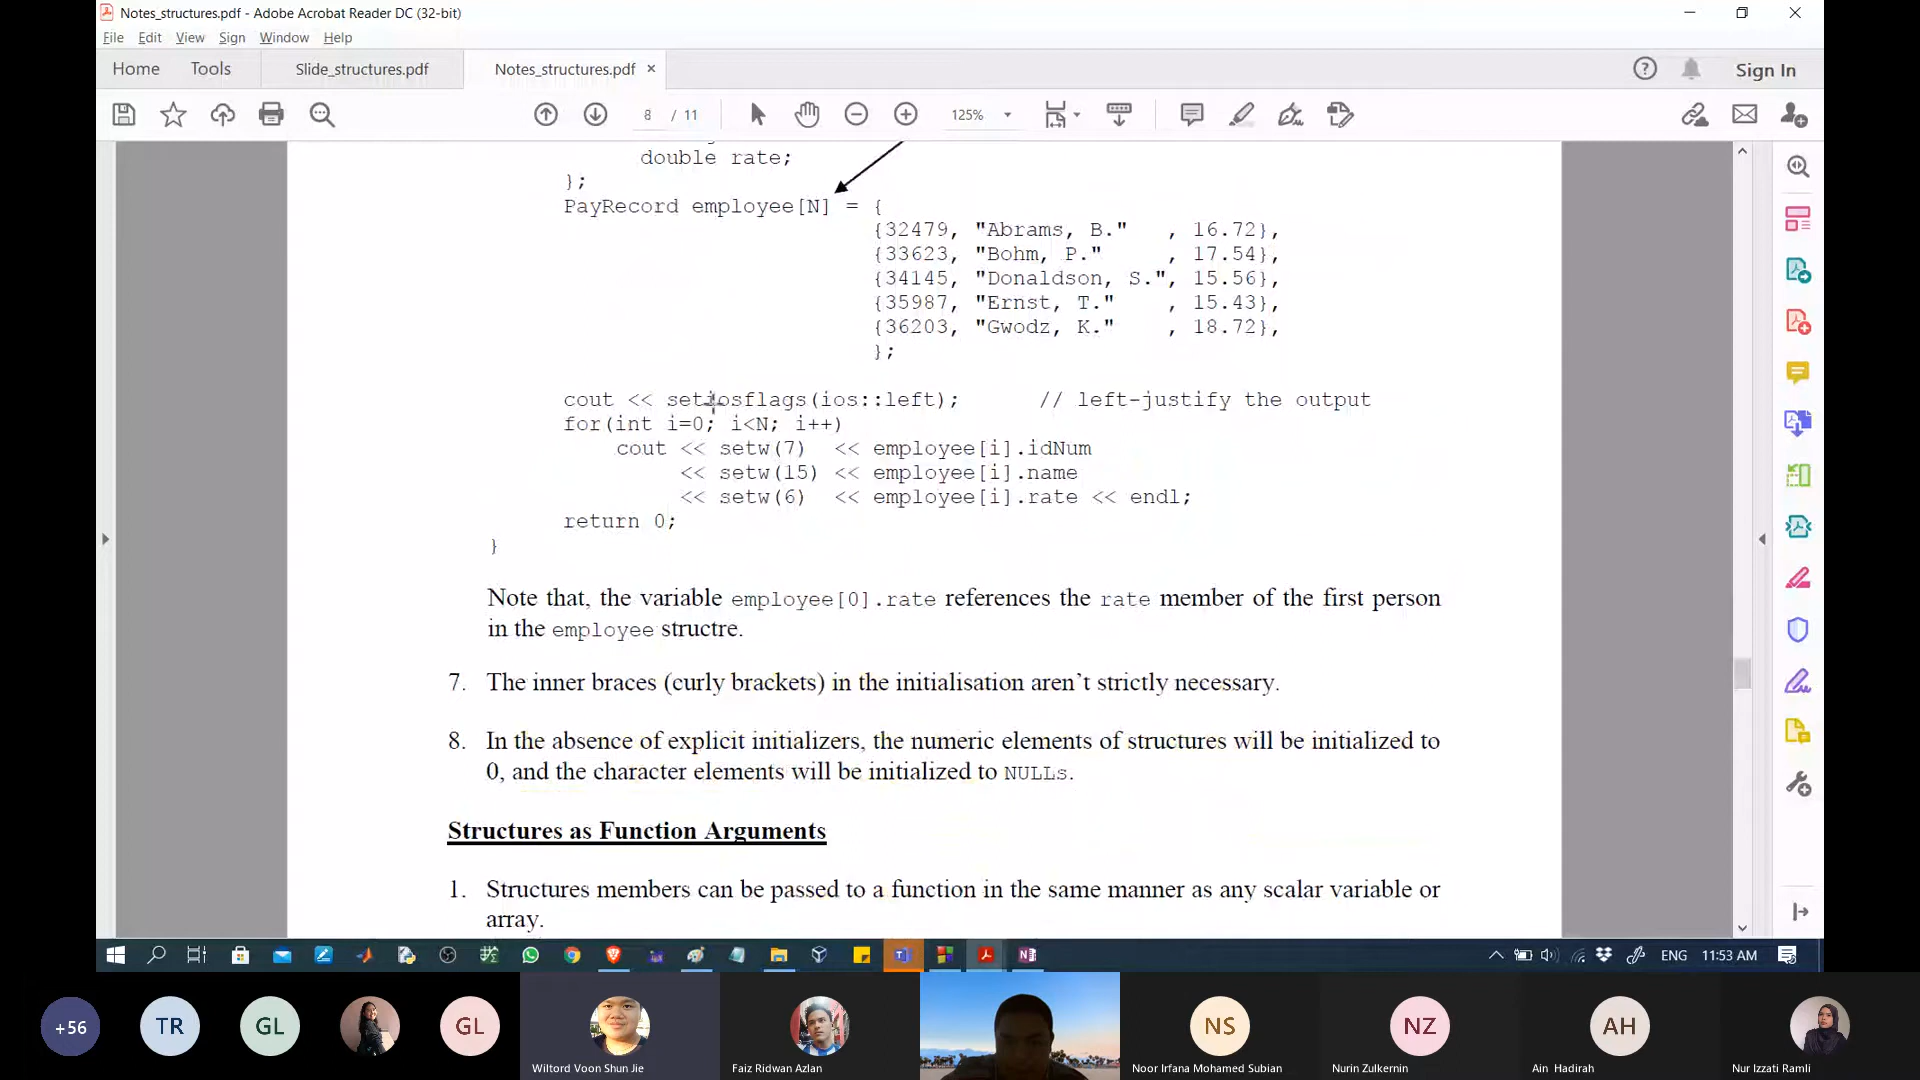 Notes_structures.pdf - Adobe Acrobat Reader DC (32-bit)
File Edit View Sign Window Help
Home Tools Slide_structures.pdf Notes_structures.pdf × Sign In
8 / 11 125%
double rate;
};
PayRecord employee[N] = {
{32479, "Abrams, B." , 16.72},
{33623, "Bohm, P." , 17.54},
{34145, "Donaldson, S.", 15.56},
{35987, "Ernst, T." , 15.43},
{36203, "Gwodz, K." , 18.72},
};
cout << setiosflags(ios::left); // left-justify the output
for(int i=0; i<N; i++)
cout << setw(7) << employee[i].idNum
<< setw(15) << employee[i].name
<< setw(6) << employee[i].rate << endl;
return 0;
}
Note that, the variable employee[0].rate references the rate member of the first person
in the employee structre.
7. The inner braces (curly brackets) in the initialisation aren’t strictly necessary.
8. In the absence of explicit initializers, the numeric elements of structures will be initialized to
0, and the character elements will be initialized to NULLs.
Structures as Function Arguments
1. Structures members can be passed to a function in the same manner as any scalar variable or
array.
ENG 11:53 AM
+56 TR GL GL NS NZ AH
Wiltord Voon Shun Jie Faiz Ridwan Azlan Noor Irfana Mohamed Subian Nurin Zulkernin Ain Hadirah Nur Izzati Ramli